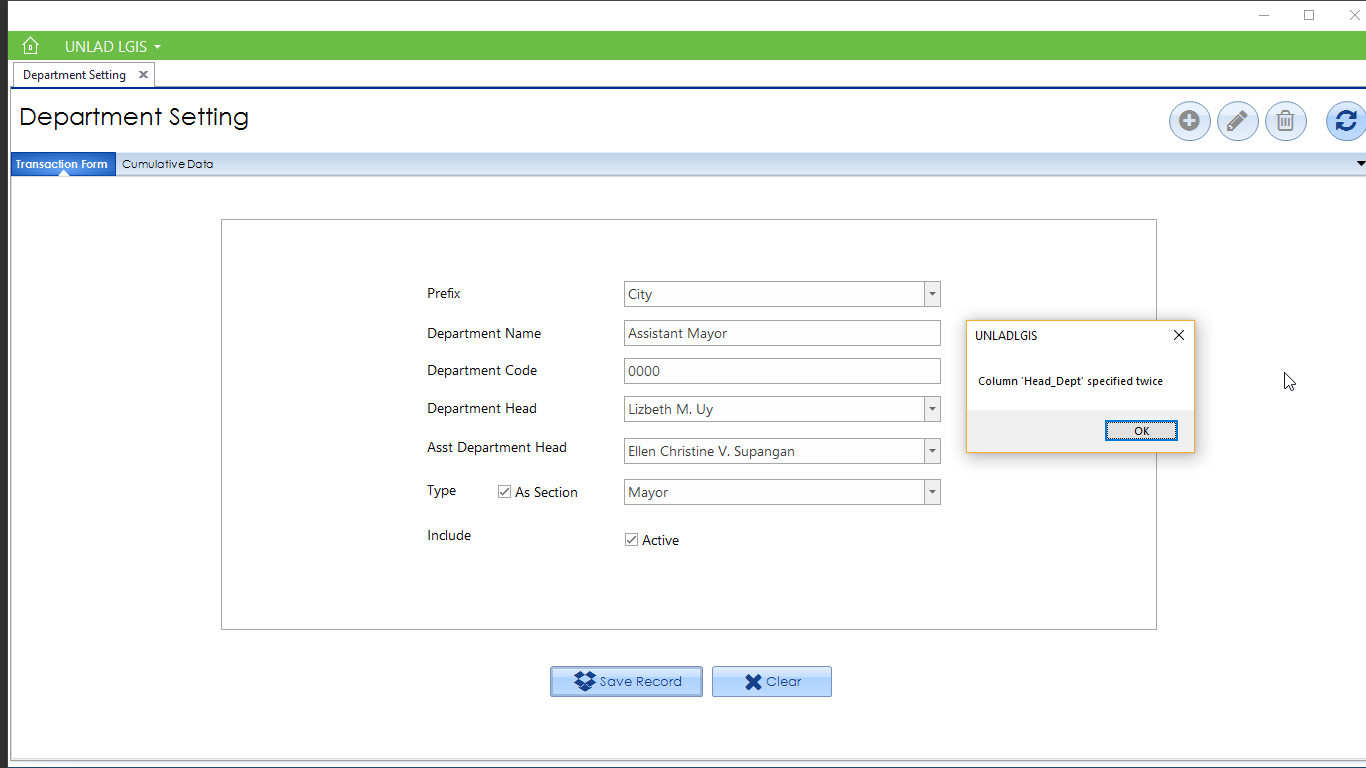 UNLAD LGIS
Department Setting
Department Setting
Transaction Form Cumulative Data
Prefix City
Department Name Assistant Mayor
Department Code 0000
Department Head Lizbeth M. Uy
Asst Department Head Ellen Christine V. Supangan
Type As Section Mayor
Include Active
UNLADLGIS
Column 'Head_Dept' specified twice
OK
Save Record Clear